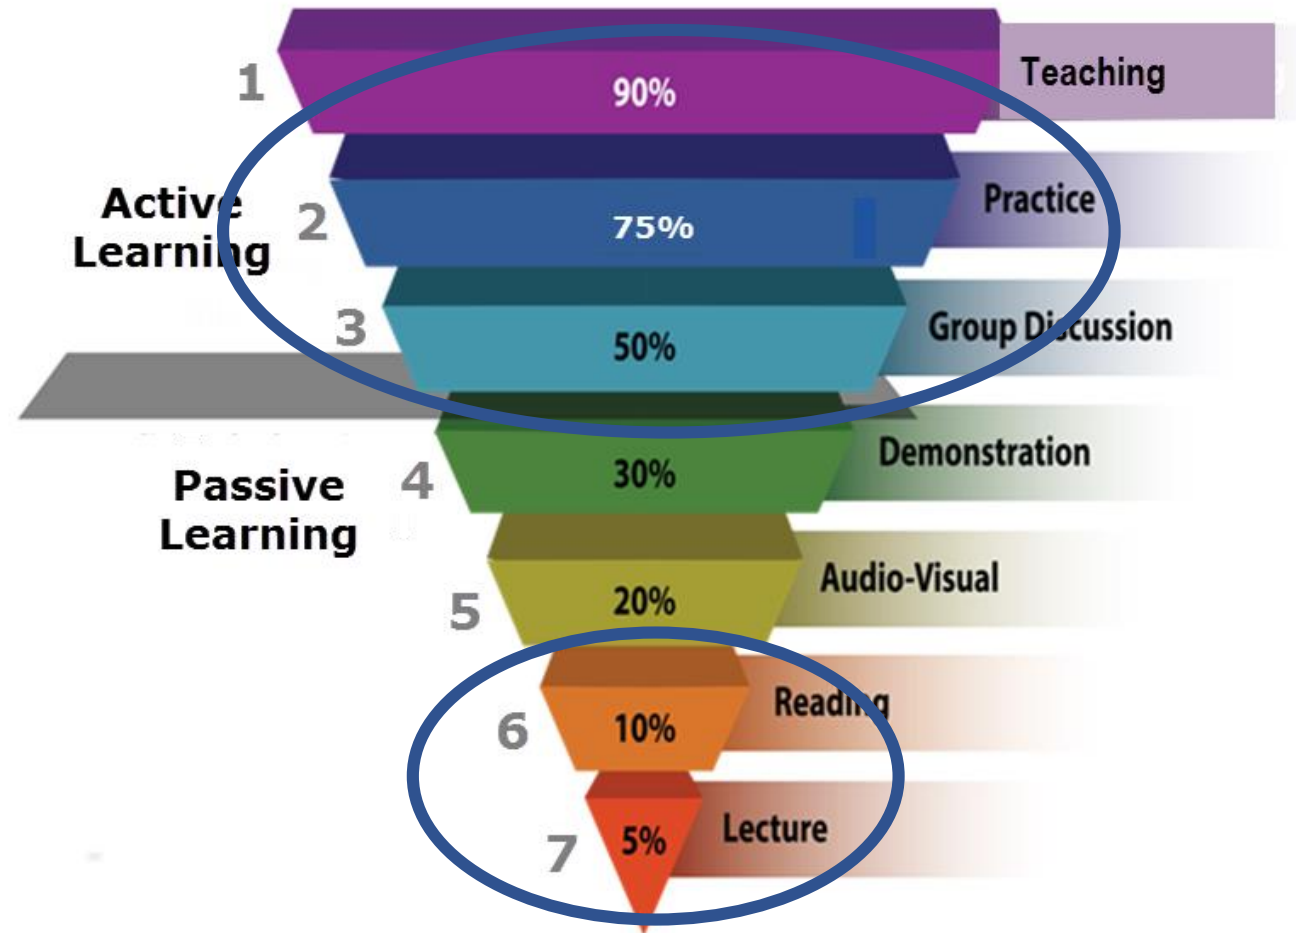 1
90%
Teaching
Active
Learning
2
75%
Practice
3
50%
Group Discussion
Passive
Learning
4
30%
Demonstration
5
20%
Audio-Visual
6
10%
Reading
7
5%
Lecture